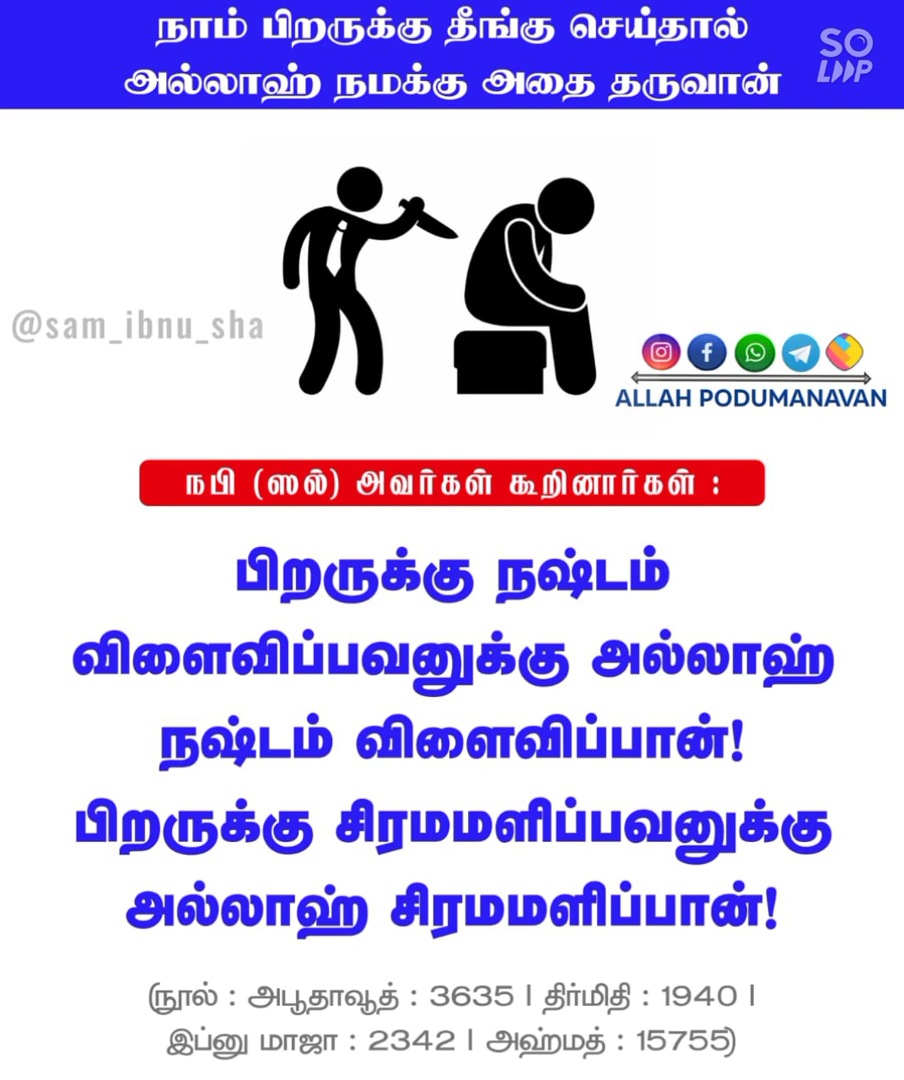 நாம் பிறருக்கு தீங்கு செய்தால்
அல்லாஹ் நமக்கு அதை தருவான்
SO
LOOP
@sam_ibnu_sha
ALLAH PODUMANAVAN
நபி (ஸல்) அவர்கள் கூறினார்கள் :
பிறருக்கு நஷ்டம்
விளைவிப்பவனுக்கு அல்லாஹ்
நஷ்டம் விளைவிப்பான்!
பிறருக்கு சிரமமளிப்பவனுக்கு
அல்லாஹ் சிரமமளிப்பான்!
(நூல் : அபூதாவூத் : 3635 | திர்மிதி : 1940 |
இப்னு மாஜா : 2342 | அஹ்மத் : 15755)